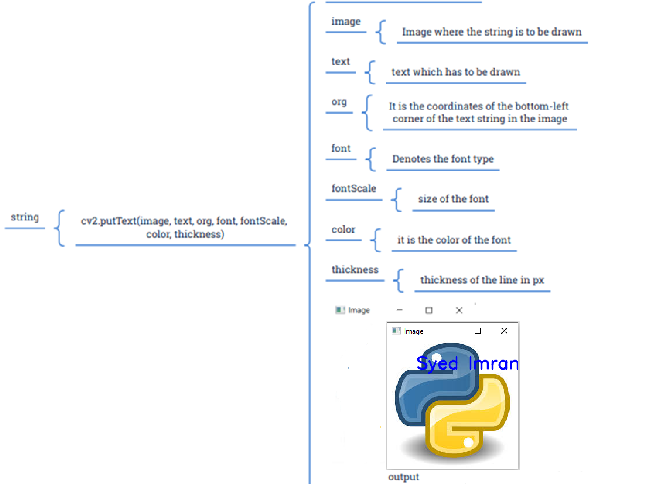 image
Image where the string is to be drawn
text
text which has to be drawn
org
It is the coordinates of the bottom-left
corner of the text string in the image
font
Denotes the font type
fontScale
size of the font
string
cv2.putText(image, text, org, font, fontScale,
color, thickness)
color
it is the color of the font
thickness
thickness of the line in px
Image
Image
Syed Imran
output